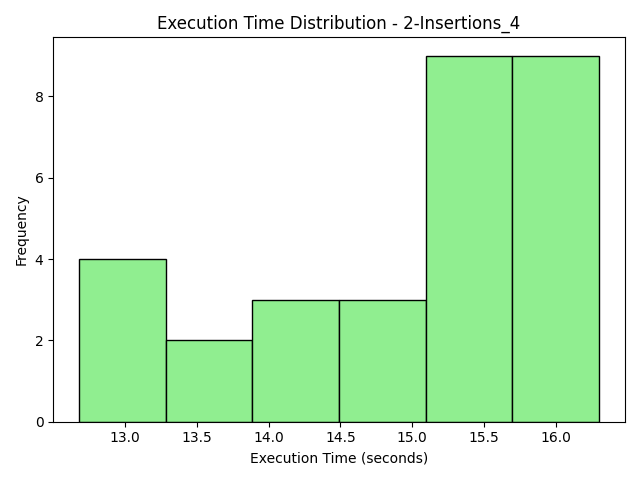 Execution Time Distribution - 2-Insertions_4
Frequency
8
6
4
2
0
13.0 13.5 14.0 14.5 15.0 15.5 16.0
Execution Time (seconds)